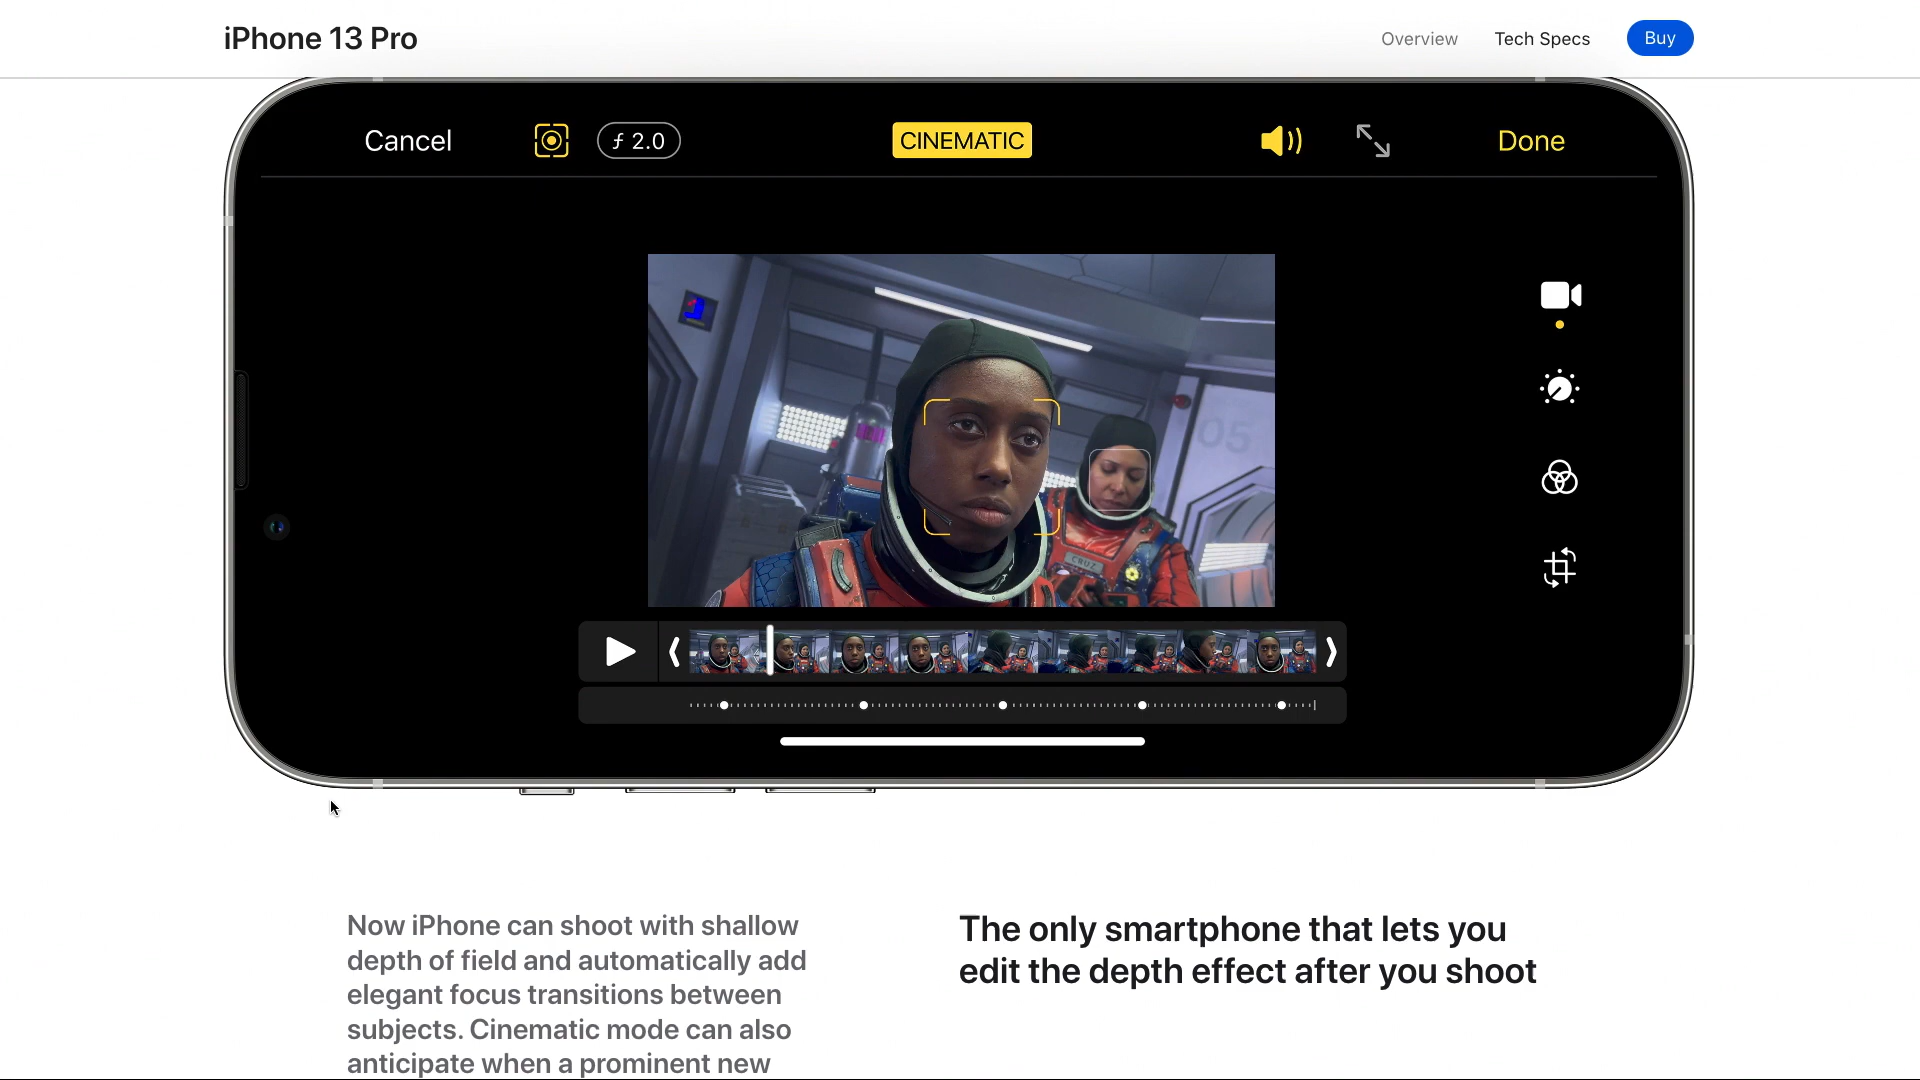 iPhone 13 Pro
Overview
Tech Specs
Buy
Cancel
ƒ 2.0
CINEMATIC
Done
05
CRUZ
Now iPhone can shoot with shallow
depth of field and automatically add
elegant focus transitions between
subjects. Cinematic mode can also
anticipate when a prominent new
The only smartphone that lets you
edit the depth effect after you shoot